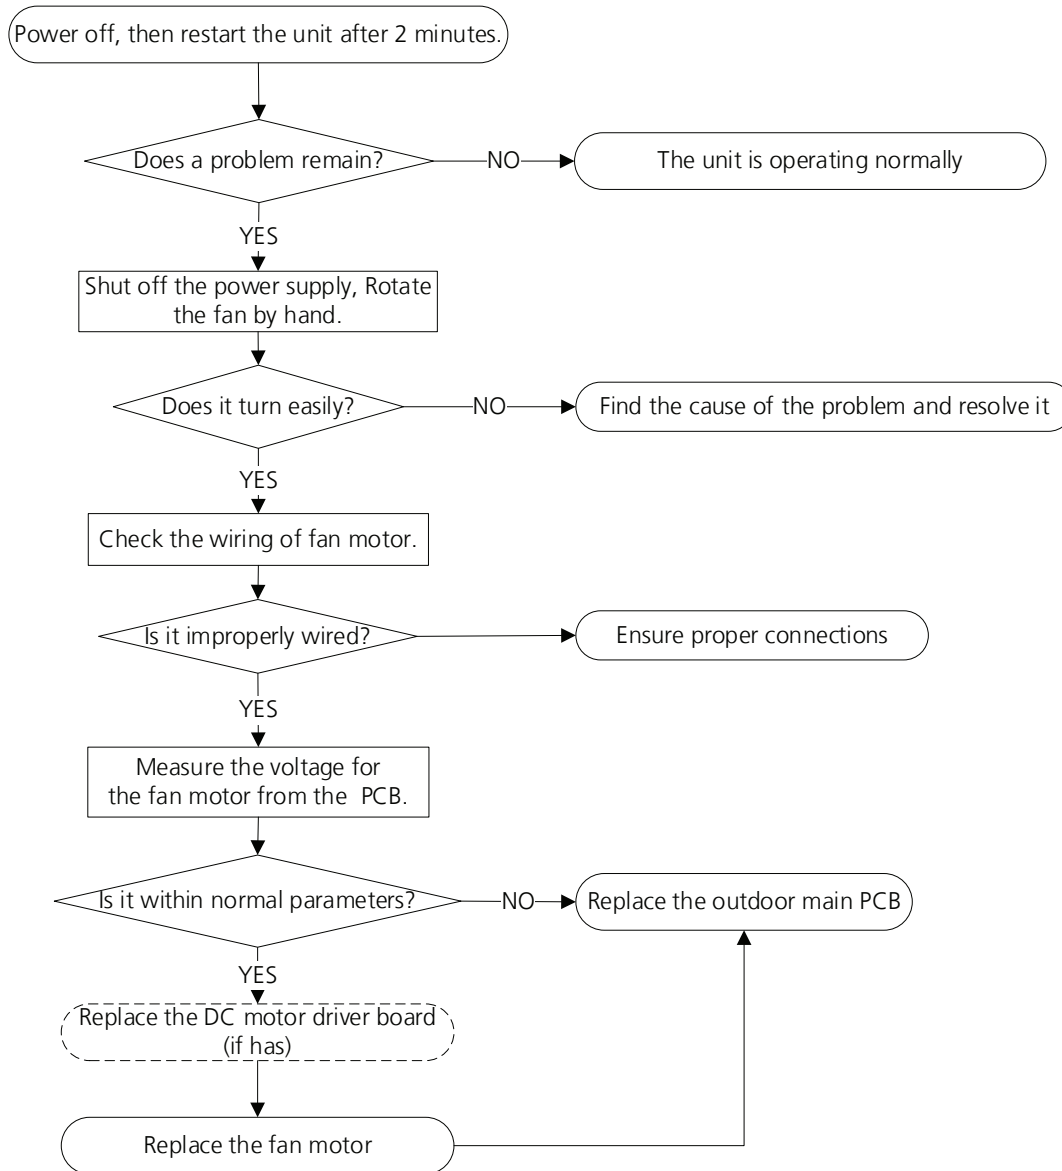 Power off, then restart the unit after 2 minutes.
Does a problem remain?
NO
The unit is operating normally
YES
Shut off the power supply, Rotate
the fan by hand.
Does it turn easily?
NO
Find the cause of the problem and resolve it
YES
Check the wiring of fan motor.
Is it improperly wired?
Ensure proper connections
YES
Measure the voltage for
the fan motor from the PCB.
Is it within normal parameters?
NO
Replace the outdoor main PCB
YES
Replace the DC motor driver board
(if has)
Replace the fan motor